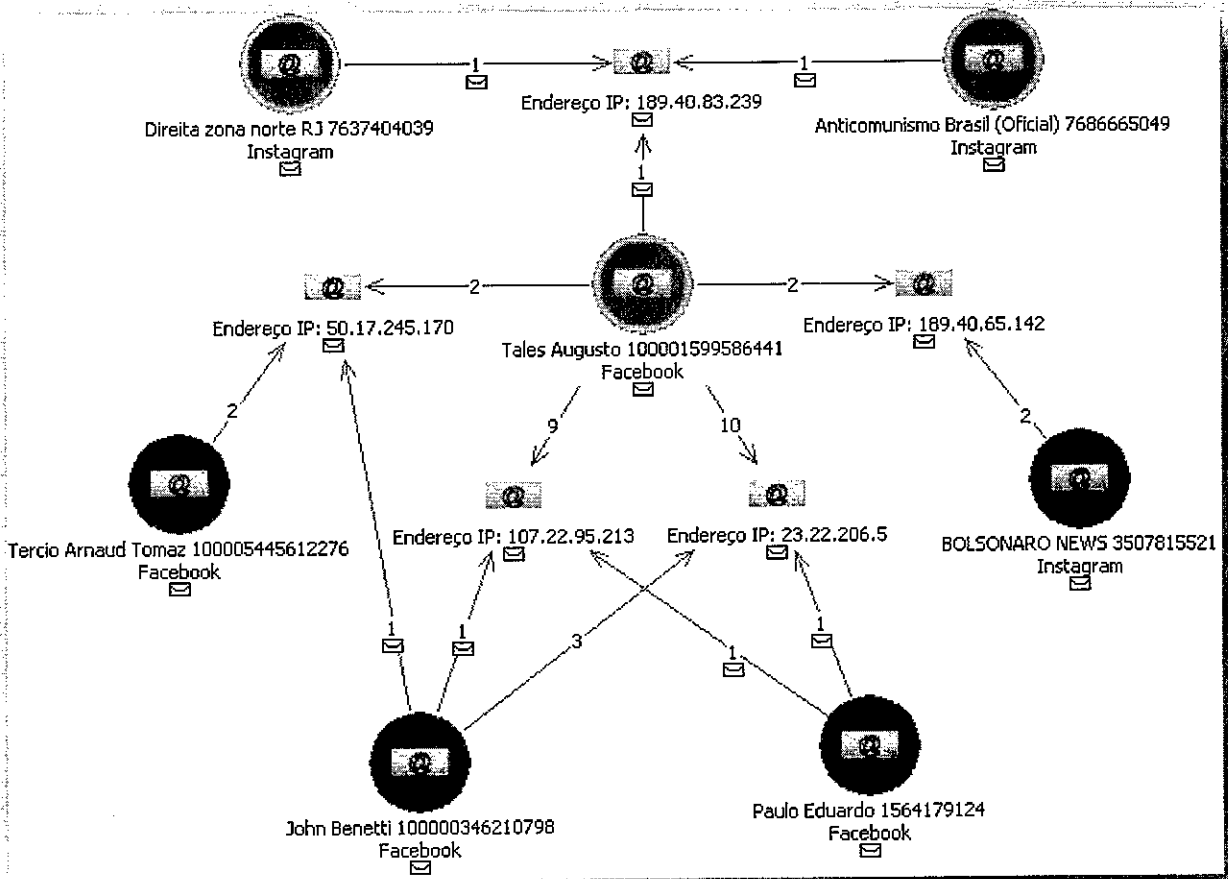 1
1
Direita zona norte RJ 7637404039
Instagram
Endereço IP: 189.40.83.239
Anticomunismo Brasil (Oficial) 7686665049
Instagram
1
2
2
Endereço IP: 50.17.245.170
Tales Augusto 100001599586441
Facebook
Endereço IP: 189.40.65.142
2
9
10
2
Tercio Arnaud Tomaz 100005445612276
Facebook
Endereço IP: 107.22.95.213
Endereço IP: 23.22.206.5
BOLSONARO NEWS 3507815521
Instagram
1
1
3
1
1
John Benetti 100000346210798
Facebook
Paulo Eduardo 1564179124
Facebook